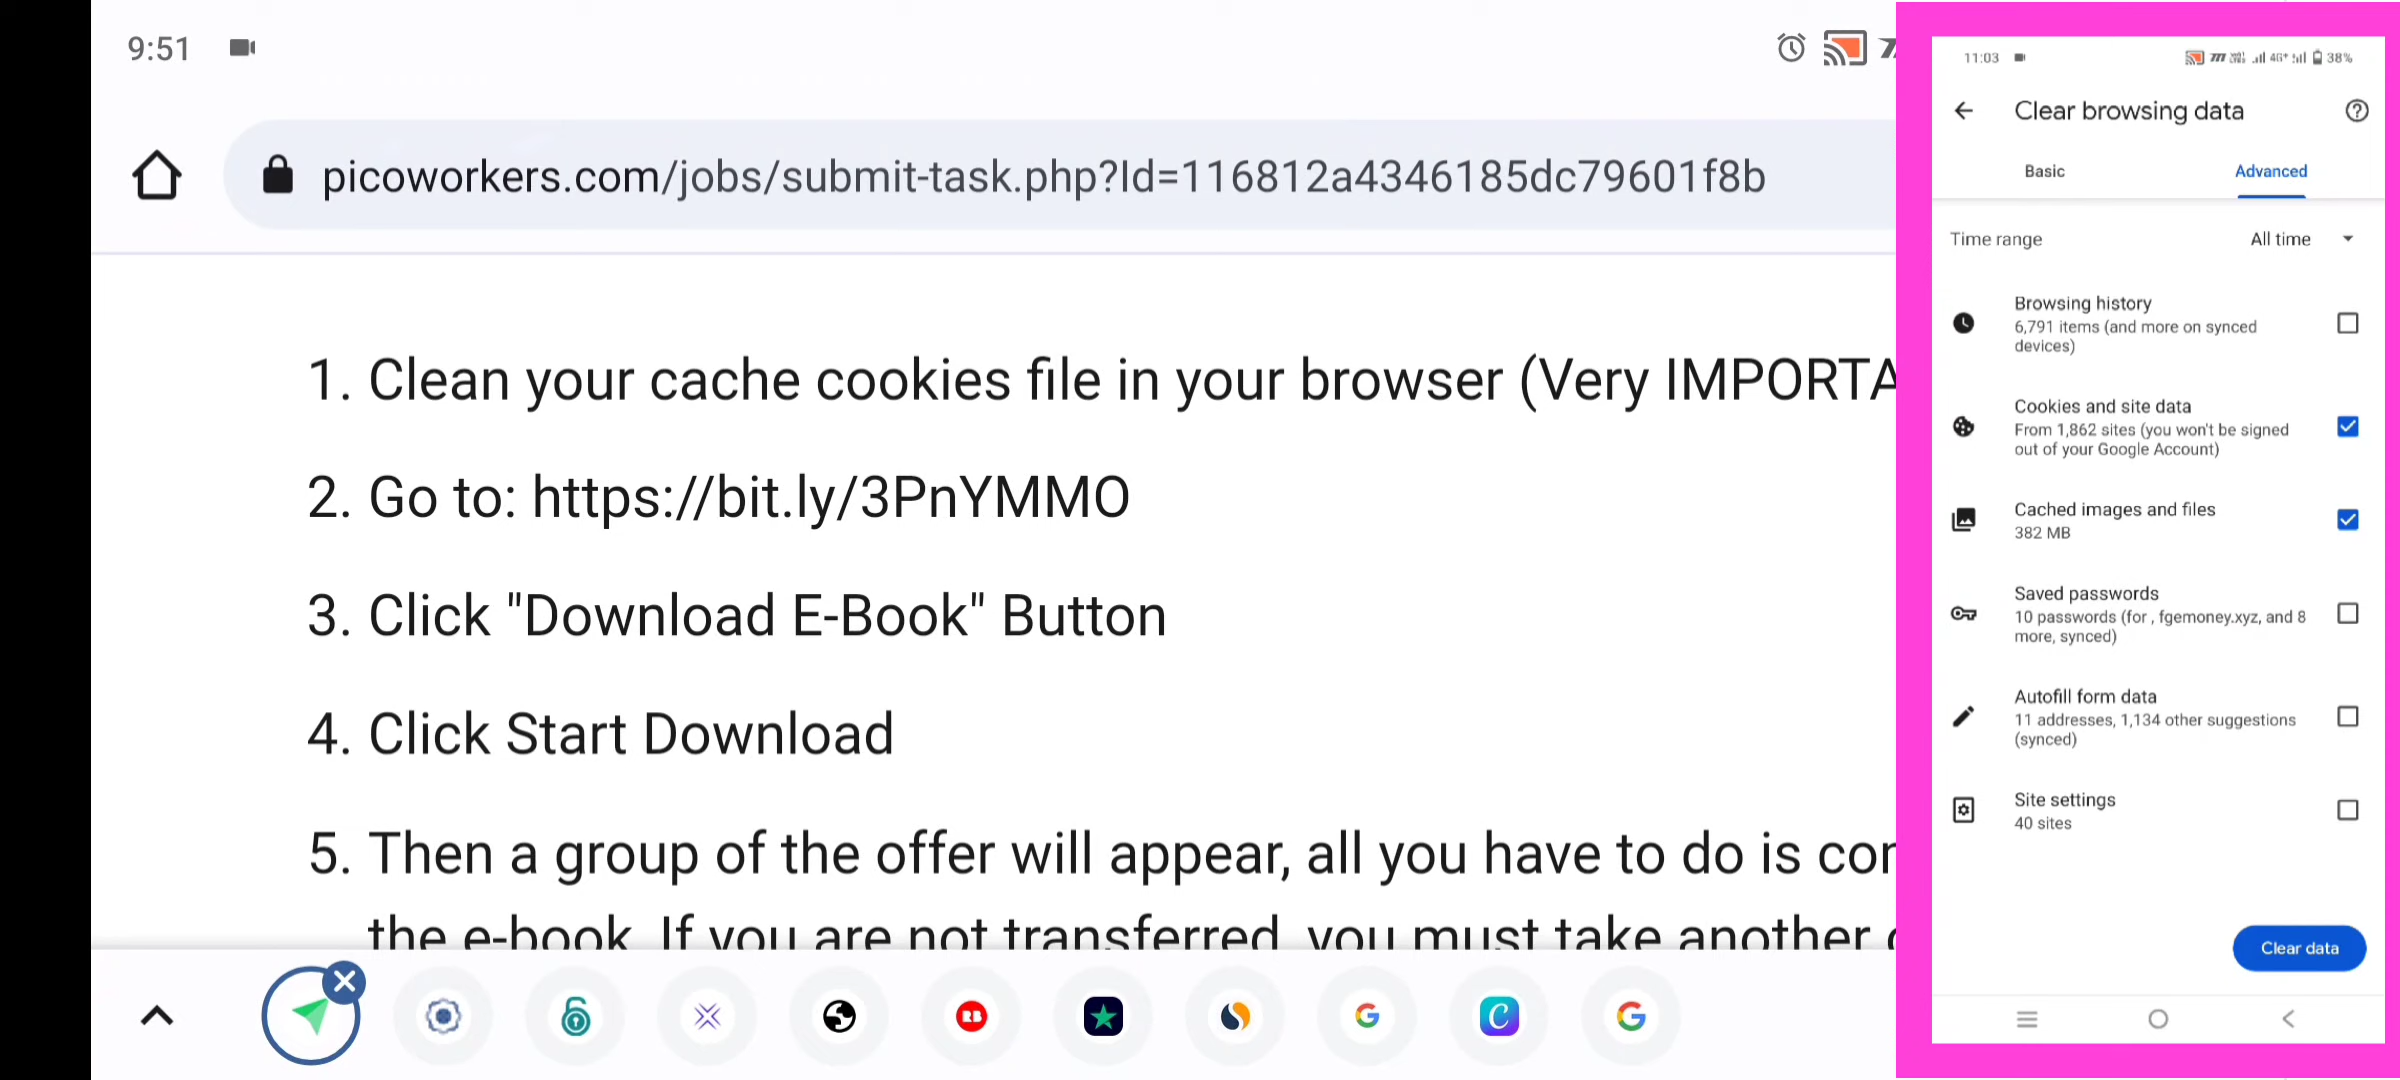 9:51
picoworkers.com/jobs/submit-task.php?Id=116812a4346185dc79601f8b
1. Clean your cache cookies file in your browser (Very IMPORTA
2. Go to: https://bit.ly/3PnYMMO
3. Click "Download E-Book" Button
4. Click Start Download
5. Then a group of the offer will appear, all you have to do is cor
the e-book. If you are not transferred, you must take another
11:03
4G+
38%
Clear browsing data
Basic
Advanced
Time range
All time
Browsing history
6,791 items (and more on synced
devices)
Cookies and site data
From 1,862 sites (you won't be signed
out of your Google Account)
Cached images and files
382 MB
Saved passwords
10 passwords (for , fgemoney.xyz, and 8
more, synced)
Autofill form data
11 addresses, 1,134 other suggestions
(synced)
Site settings
40 sites
Clear data